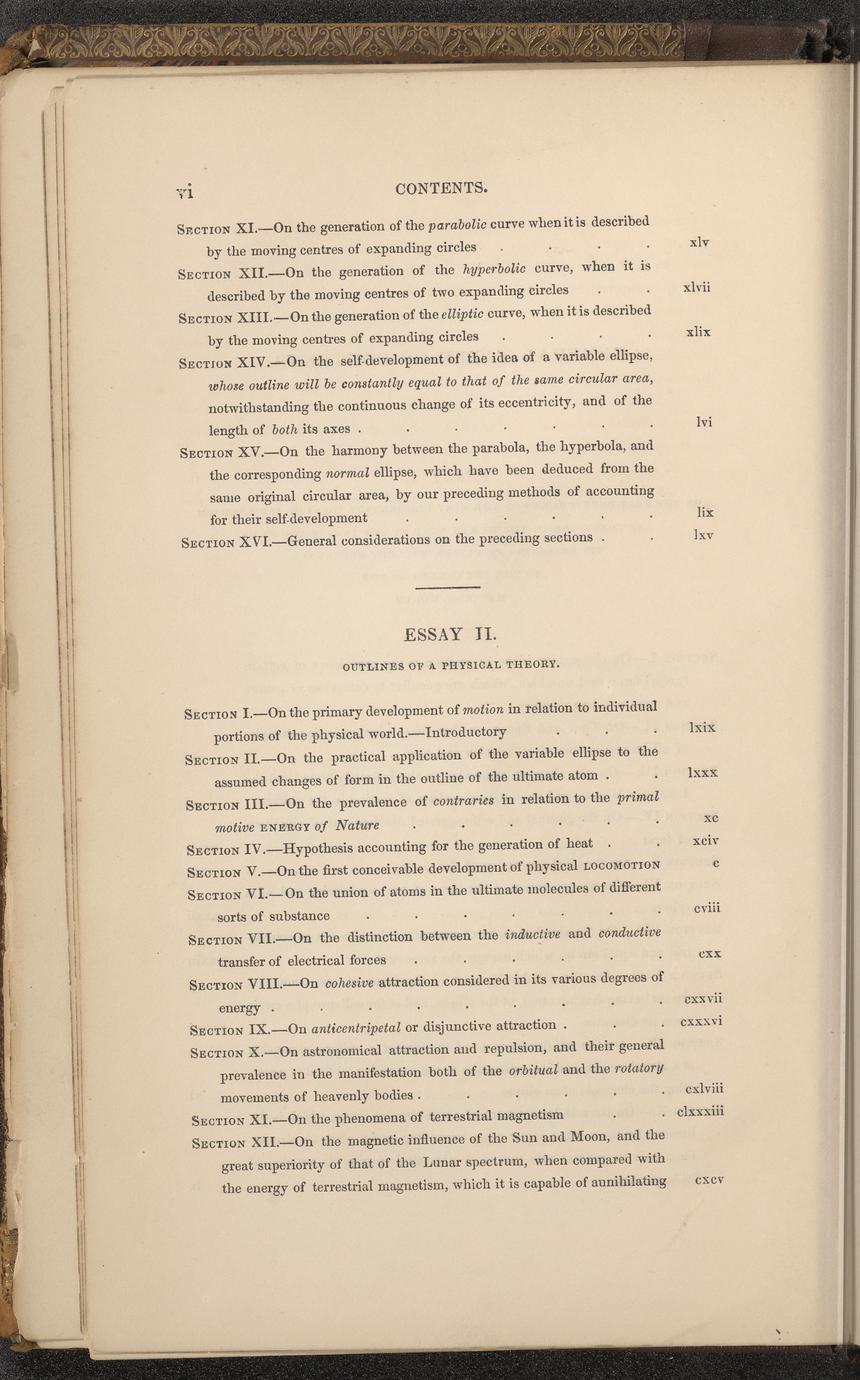 vi CONTENTS.
SECTION XI.—On the generation of the parabolic curve when it is described
by the moving centres of expanding circles . . . . xlv
SECTION XII.—On the generation of the hyperbolic curve, when it is
described by the moving centres of two expanding circles . . xlvii
SECTION XIII.—On the generation of the elliptic curve, when it is described
by the moving centres of expanding circles . . . . xlix
SECTION XIV.—On the self-development of the idea of a variable ellipse,
whose outline will be constantly equal to that of the same circular area,
notwithstanding the continuous change of its eccentricity, and of the
length of both its axes . . . . . . . lvi
SECTION XV.—On the harmony between the parabola, the hyperbola, and
the corresponding normal ellipse, which have been deduced from the
same original circular area, by our preceding methods of accounting
for their self-development . . . . . . lix
SECTION XVI.—General considerations on the preceding sections . . lxv
ESSAY II.
OUTLINES OF A PHYSICAL THEORY.
SECTION I.—On the primary development of motion in relation to individual
portions of the physical world.—Introductory . . . lxix
SECTION II.—On the practical application of the variable ellipse to the
assumed changes of form in the outline of the ultimate atom . . lxxx
SECTION III.—On the prevalence of contraries in relation to the primal
motive ENERGY of Nature . . . . . . xc
SECTION IV.—Hypothesis accounting for the generation of heat . . xciv
SECTION V.—On the first conceivable development of physical LOCOMOTION c
SECTION VI.—On the union of atoms in the ultimate molecules of different
sorts of substance . . . . . . . cviii
SECTION VII.—On the distinction between the inductive and conductive
transfer of electrical forces . . . . . . cxx
SECTION VIII.—On cohesive attraction considered in its various degrees of
energy . . . . . . . . . cxxvii
SECTION IX.—On anticentripetal or disjunctive attraction . . . cxxxvi
SECTION X.—On astronomical attraction and repulsion, and their general
prevalence in the manifestation both of the orbitual and the rotatory
movements of heavenly bodies . . . . . . cxlviii
SECTION XI.—On the phenomena of terrestrial magnetism . . clxxxiii
SECTION XII.—On the magnetic influence of the Sun and Moon, and the
great superiority of that of the Lunar spectrum, when compared with
the energy of terrestrial magnetism, which it is capable of annihilating cxcv